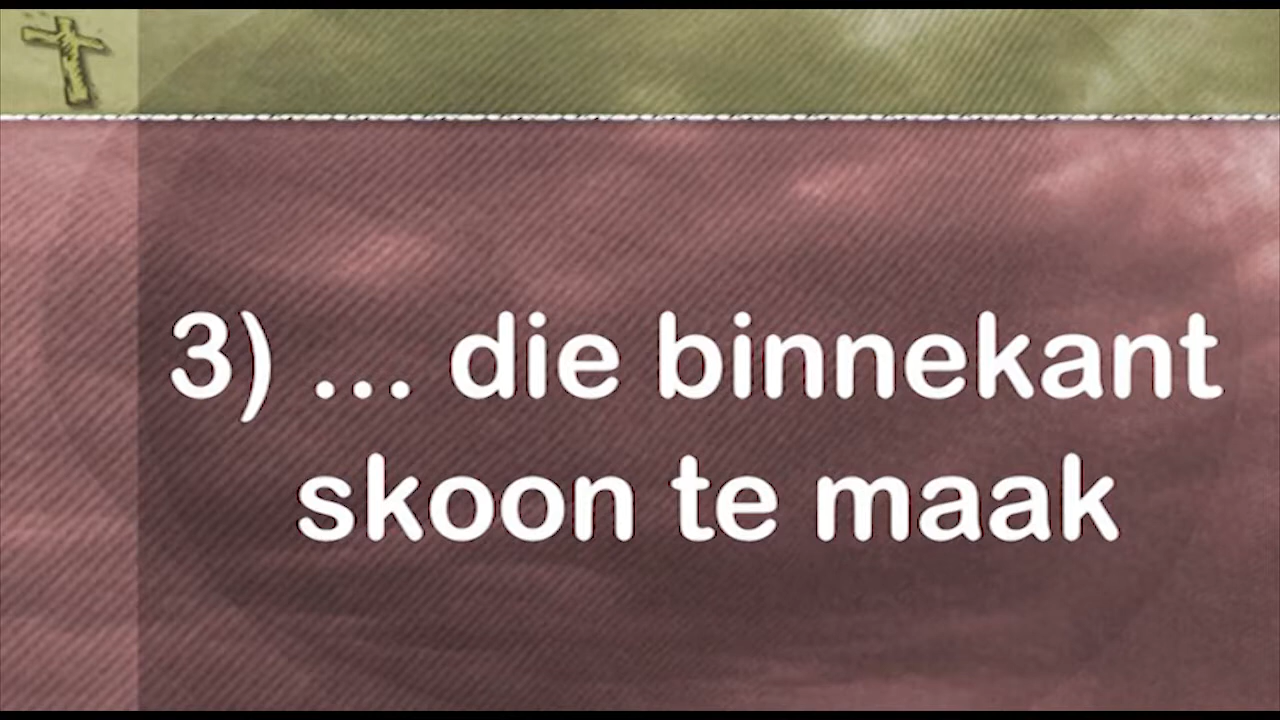 3) ... die binnekant
skoon te maak